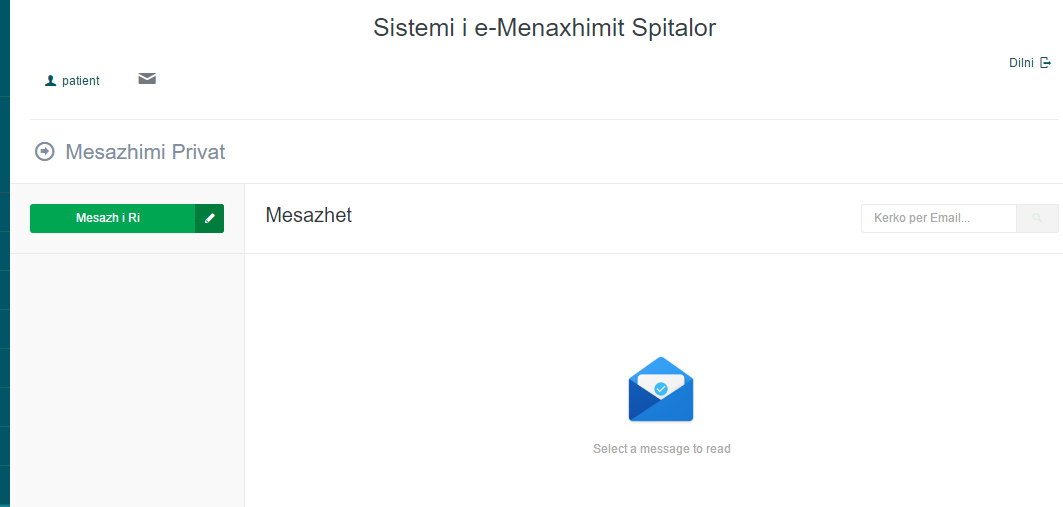 Sistemi i e-Menaxhimit Spitalor
Dilni
patient
Mesazhimi Privat
Mesazh i Ri
Mesazhet
Kerko per Email...
Select a message to read